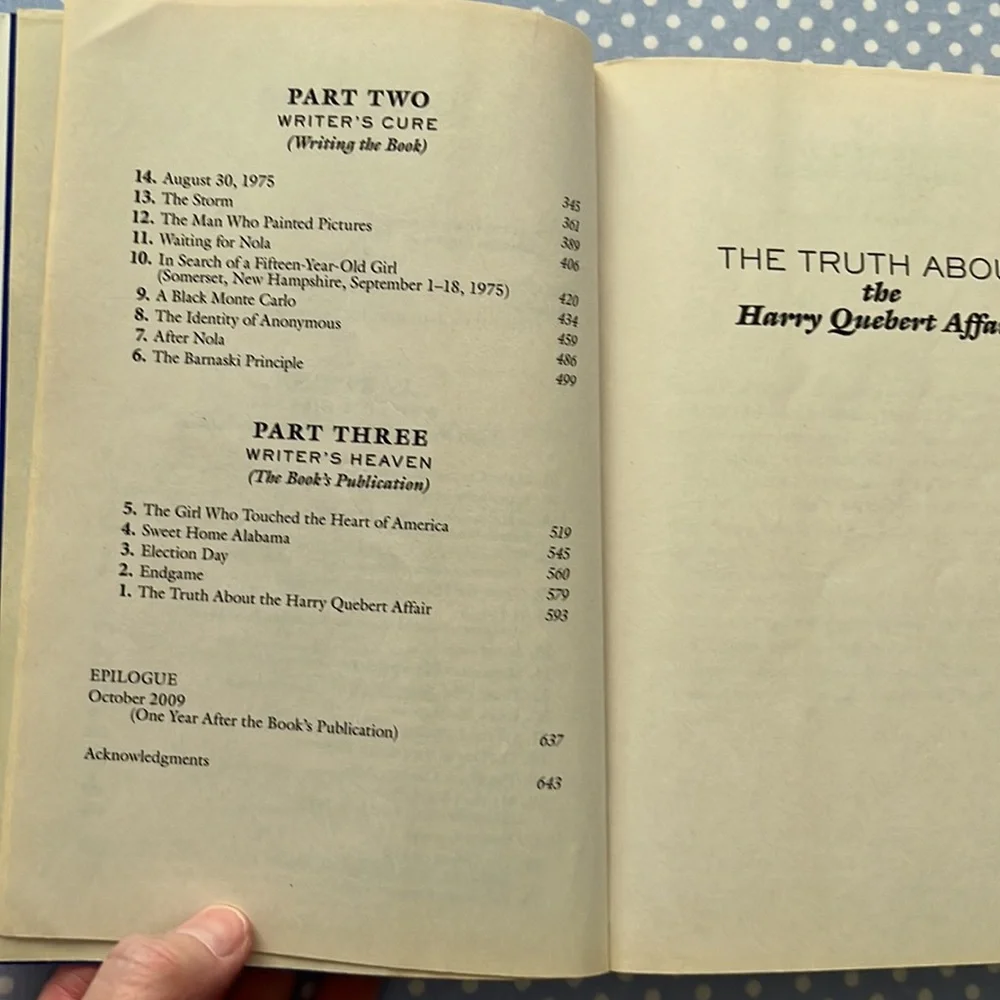 PART TWO
WRITER'S CURE
(Writing the Book)
14. August 30, 1975 345
13. The Storm 361
12. The Man Who Painted Pictures 389
11. Waiting for Nola 406
10. In Search of a Fifteen-Year-Old Girl
(Somerset, New Hampshire, September 1–18, 1975) 420
9. A Black Monte Carlo 434
8. The Identity of Anonymous 459
7. After Nola 486
6. The Barnaski Principle 499
PART THREE
WRITER'S HEAVEN
(The Book's Publication)
5. The Girl Who Touched the Heart of America 519
4. Sweet Home Alabama 545
3. Election Day 560
2. Endgame 579
1. The Truth About the Harry Quebert Affair 593
EPILOGUE
October 2009
(One Year After the Book's Publication) 637
Acknowledgments 643
THE TRUTH ABOU
the
Harry Quebert Affa